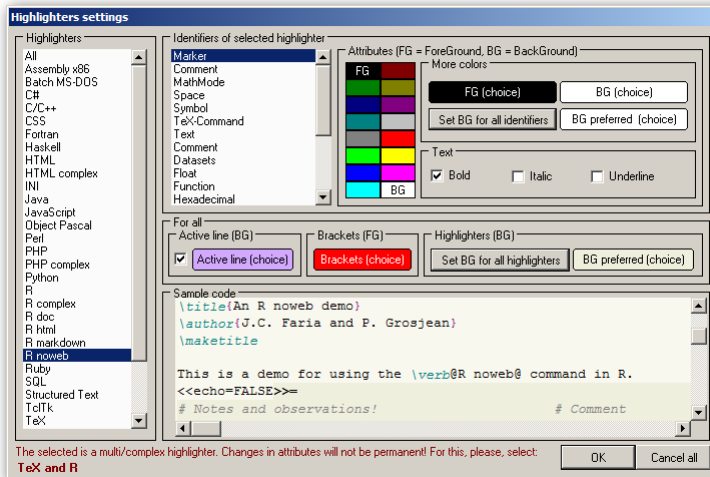 Highlighters settings
Highlighters
All
Assembly x86
Batch MS-DOS
C#
C/C++
CSS
Fortran
Haskell
HTML
HTML complex
INI
Java
JavaScript
Object Pascal
Perl
PHP
PHP complex
Python
R
R complex
R doc
R html
R markdown
R noweb
Ruby
SQL
Structured Text
TclTk
TeX
Identifiers of selected highlighter
Marker
Comment
MathMode
Space
Symbol
TeX-Command
Text
Comment
Datasets
Float
Function
Hexadecimal
Attributes (FG = ForeGround, BG = BackGround)
FG
BG
More colors
FG (choice)
BG (choice)
Set BG for all identifiers
BG preferred (choice)
Text
Bold
Italic
Underline
For all
Active line (BG)
Active line (choice)
Brackets (FG)
Brackets (choice)
Highlighters (BG)
Set BG for all highlighters
BG preferred (choice)
Sample code
\title{An R noweb demo}
\author{J.C. Faria and P. Grosjean}
\maketitle
This is a demo for using the \verb@R noweb@ command in R.
<<echo=FALSE>>=
# Notes and observations! # Comment
The selected is a multi/complex highlighter. Changes in attributes will not be permanent! For this, please, select:
TeX and R
OK
Cancel all